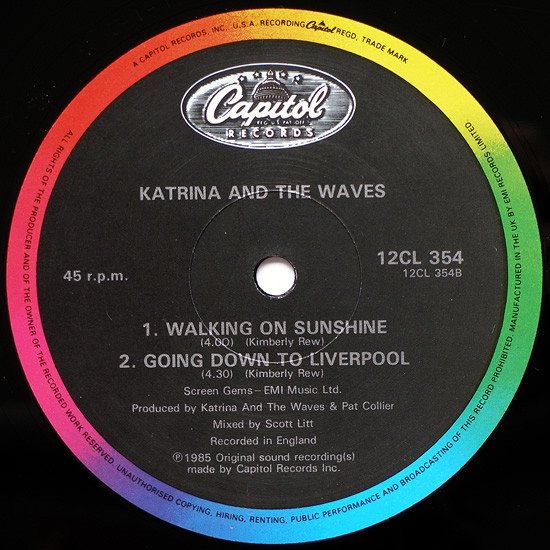 A CAPITOL RECORDS, INC. U.S.A. RECORDING Capitol REGD. TRADE MARK
Capitol
REG. U.S. PAT. OFF.
RECORDS
KATRINA AND THE WAVES
12CL 354
12CL 354B
45 r.p.m.
1. WALKING ON SUNSHINE
(4.00) (Kimberly Rew)
2. GOING DOWN TO LIVERPOOL
(4.30) (Kimberly Rew)
Screen Gems – EMI Music Ltd.
Produced by Katrina And The Waves & Pat Collier
Mixed by Scott Litt
Recorded in England
℗1985 Original sound recording(s)
made by Capitol Records Inc.
ALL RIGHTS OF THE PRODUCER AND OF THE OWNER OF THE RECORDED WORK RESERVED. UNAUTHORISED COPYING, HIRING, RENTING, PUBLIC PERFORMANCE AND BROADCASTING OF THIS RECORD PROHIBITED. MANUFACTURED IN THE UK BY EMI RECORDS LIMITED.